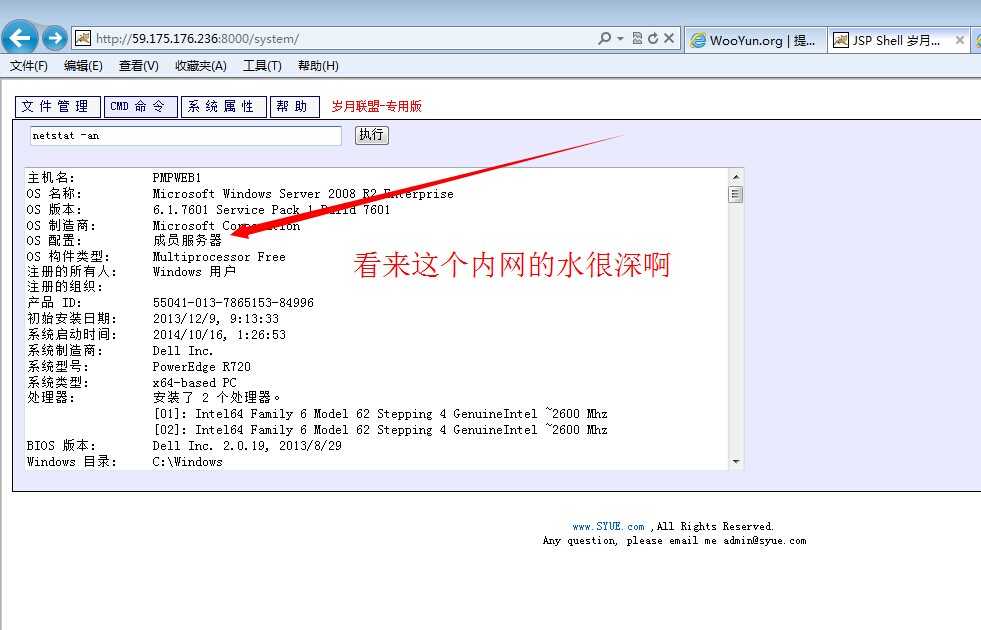 http://59.175.176.236:8000/system/
WooYun.org | 提...
JSP Shell 岁月...
文件(F) 编辑(E) 查看(V) 收藏夹(A) 工具(T) 帮助(H)
文件管理 CMD命令 系统属性 帮助 岁月联盟-专用版
netstat -an 执行
主机名: PMPWEB1
OS 名称: Microsoft Windows Server 2008 R2 Enterprise
OS 版本: 6.1.7601 Service Pack 1 Build 7601
OS 制造商: Microsoft Corporation
OS 配置: 成员服务器
OS 构件类型: Multiprocessor Free
注册的所有人: Windows 用户
注册的组织:
产品 ID: 55041-013-7865153-84996
初始安装日期: 2013/12/9, 9:13:33
系统启动时间: 2014/10/16, 1:26:53
系统制造商: Dell Inc.
系统型号: PowerEdge R720
系统类型: x64-based PC
处理器: 安装了 2 个处理器。
[01]: Intel64 Family 6 Model 62 Stepping 4 GenuineIntel ~2600 Mhz
[02]: Intel64 Family 6 Model 62 Stepping 4 GenuineIntel ~2600 Mhz
BIOS 版本: Dell Inc. 2.0.19, 2013/8/29
Windows 目录: C:\Windows
看来这个内网的水很深啊
www.SYUE.com ,All Rights Reserved.
Any question, please email me admin@syue.com